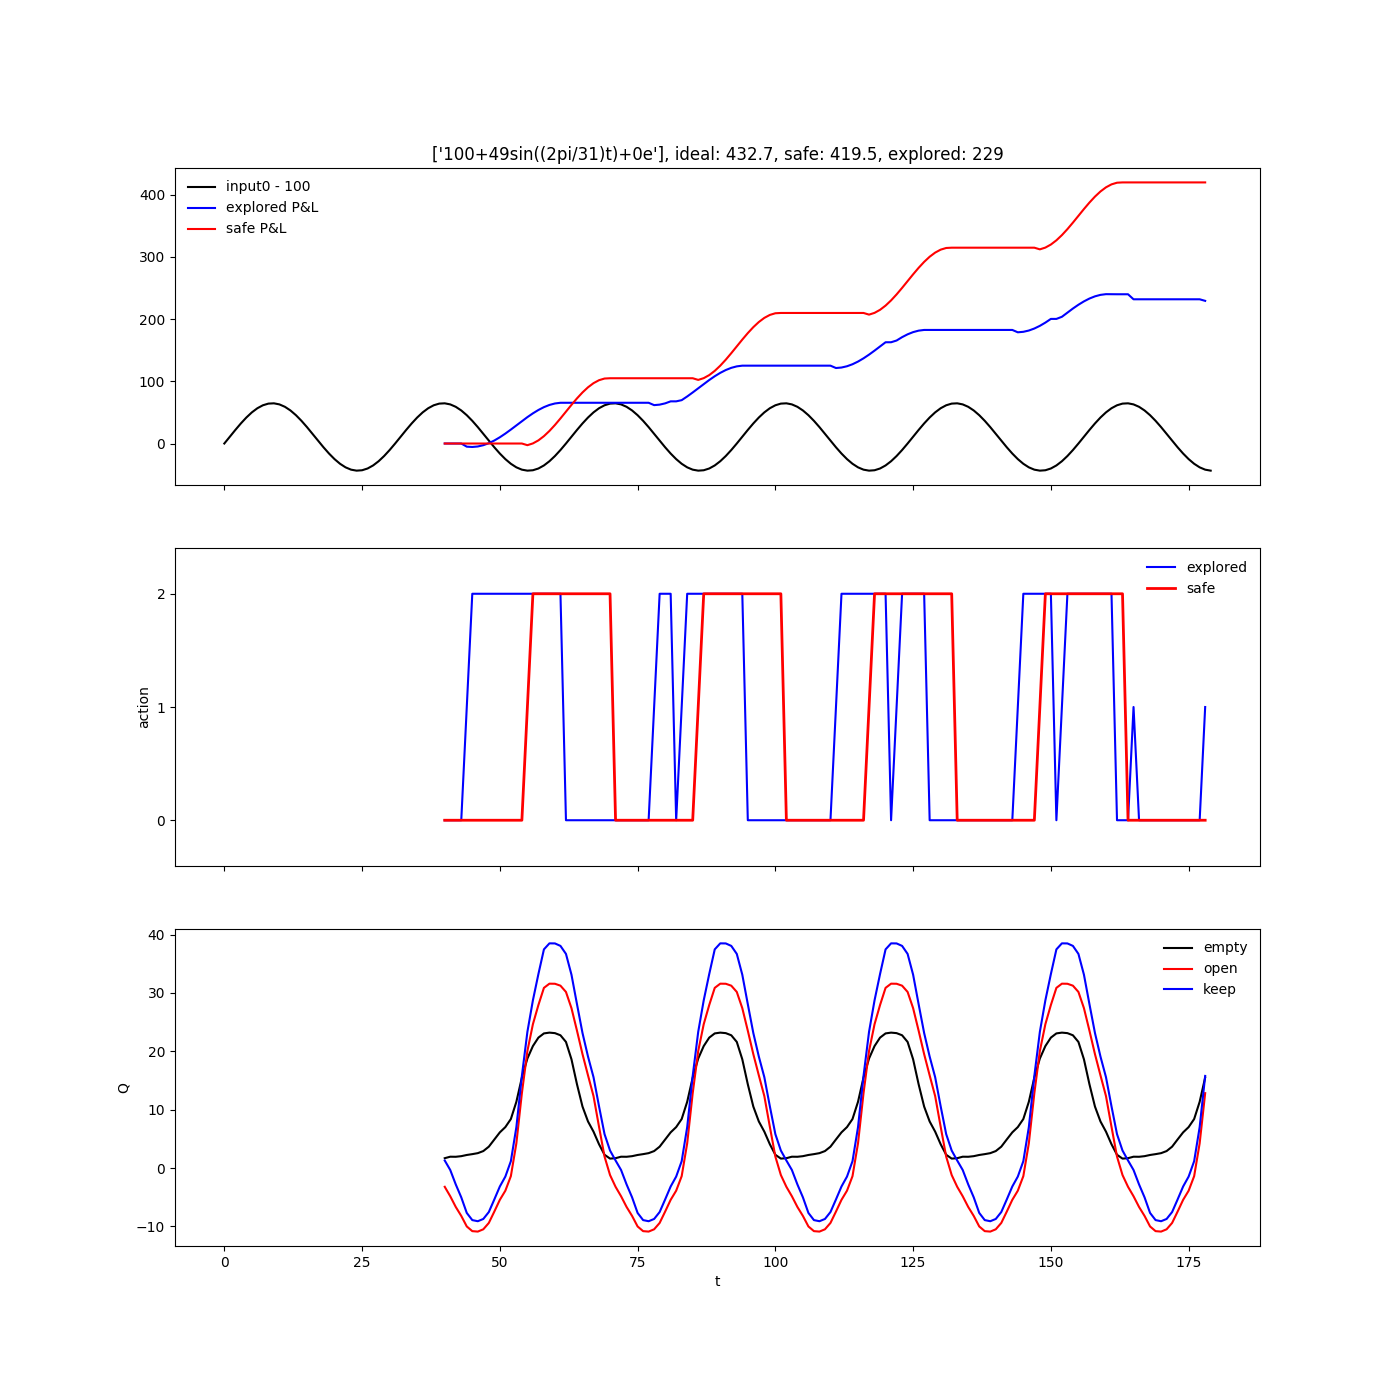 ['100+49sin((2pi/31)t)+0e'], ideal: 432.7, safe: 419.5, explored: 229
input0 - 100
explored P&L
safe P&L
400
300
200
100
0
explored
safe
2
1
0
action
empty
open
keep
40
30
20
10
0
−10
Q
0 25 50 75 100 125 150 175
t